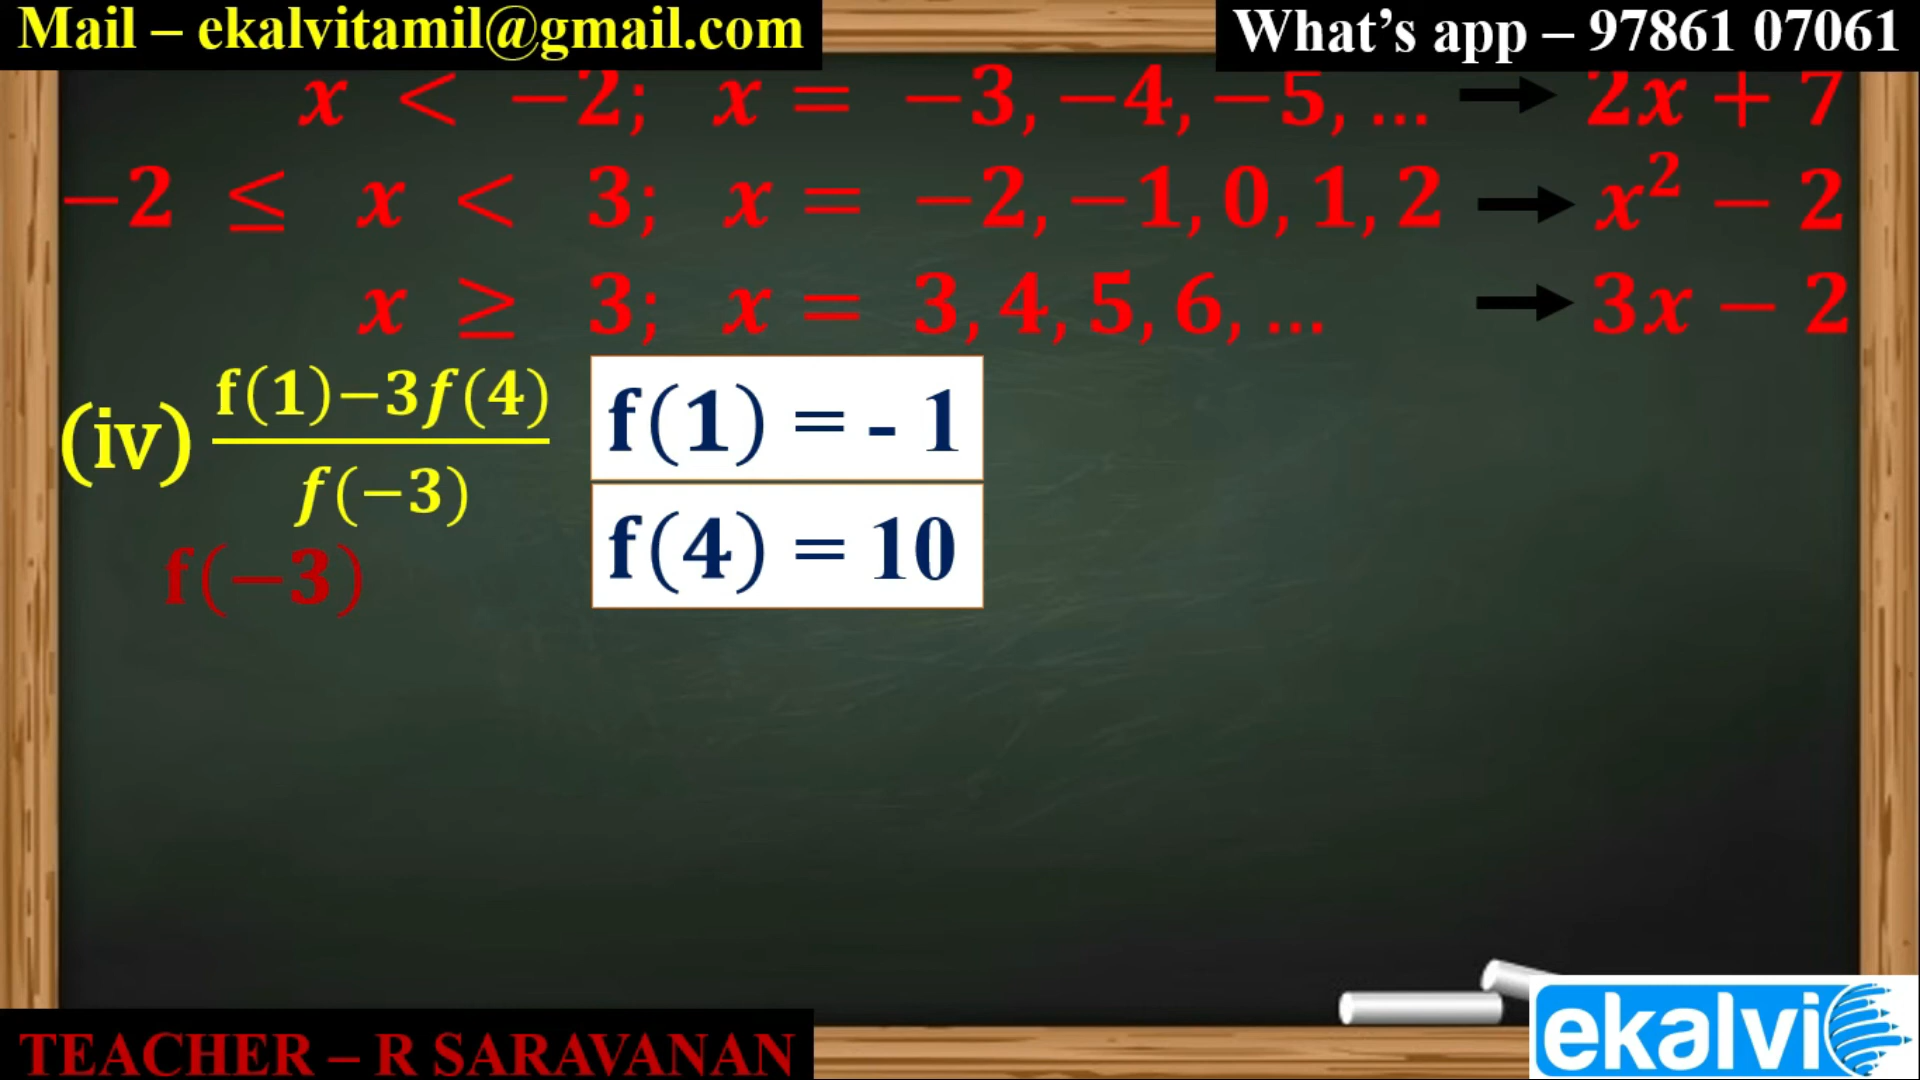 Mail – ekalvitamil@gmail.com
What's app – 97861 07061
x < −2; x = −3, −4, −5, ... → 2x + 7
−2 ≤ x < 3; x = −2, −1, 0, 1, 2 → x² − 2
x ≥ 3; x = 3, 4, 5, 6, ... → 3x − 2
(iv) f(1)−3f(4) / f(−3)
f(1) = - 1
f(4) = 10
f(−3)
TEACHER – R SARAVANAN
ekalvi